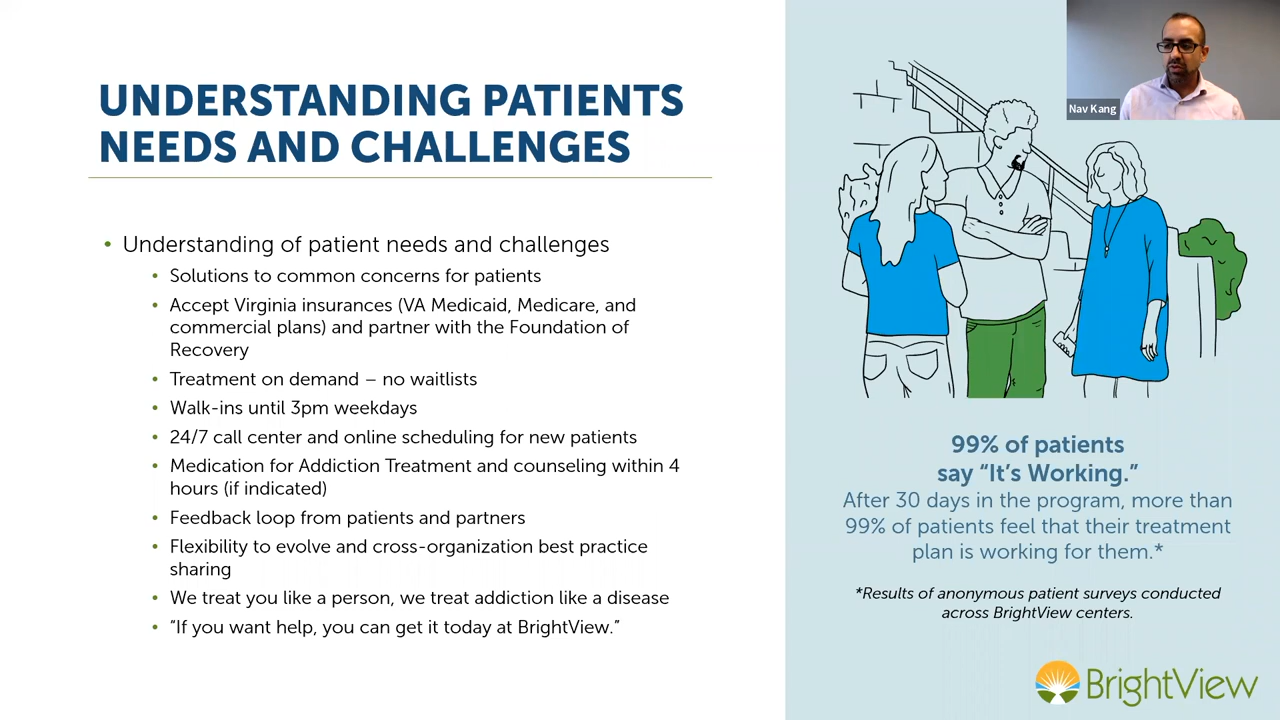 UNDERSTANDING PATIENTS
NEEDS AND CHALLENGES
• Understanding of patient needs and challenges
• Solutions to common concerns for patients
• Accept Virginia insurances (VA Medicaid, Medicare, and
commercial plans) and partner with the Foundation of
Recovery
• Treatment on demand – no waitlists
• Walk-ins until 3pm weekdays
• 24/7 call center and online scheduling for new patients
• Medication for Addiction Treatment and counseling within 4
hours (if indicated)
• Feedback loop from patients and partners
• Flexibility to evolve and cross-organization best practice
sharing
• We treat you like a person, we treat addiction like a disease
• “If you want help, you can get it today at BrightView.”
Nav Kang
99% of patients
say “It’s Working.”
After 30 days in the program, more than
99% of patients feel that their treatment
plan is working for them.*
*Results of anonymous patient surveys conducted
across BrightView centers.
BrightView